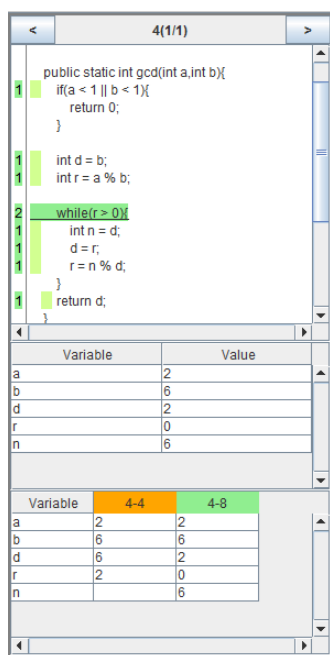 < 4(1/1) >
public static int gcd(int a,int b){
1 if(a < 1 || b < 1){
return 0;
}
1 int d = b;
1 int r = a % b;
2 while(r > 0){
1 int n = d;
1 d = r;
1 r = n % d;
}
1 return d;
}
Variable Value
a 2
b 6
d 2
r 0
n 6
Variable 4-4 4-8
a 2 2
b 6 6
d 6 2
r 2 0
n 6